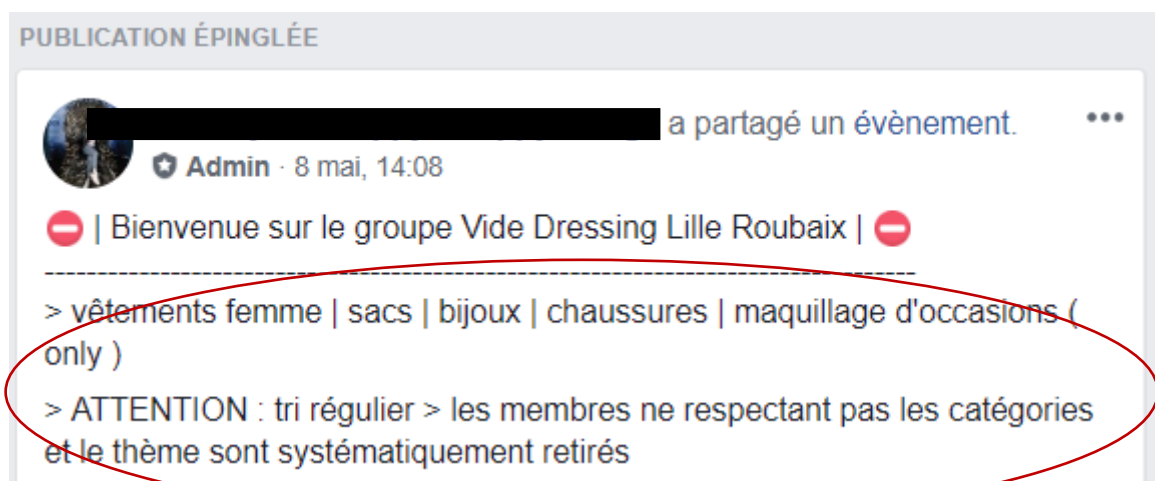 PUBLICATION ÉPINGLÉE
a partagé un évènement.
Admin · 8 mai, 14:08
⛔ | Bienvenue sur le groupe Vide Dressing Lille Roubaix | ⛔
-----------------------------------------------------------------------------------
> vêtements femme | sacs | bijoux | chaussures | maquillage d'occasions (
only )
> ATTENTION : tri régulier > les membres ne respectant pas les catégories
et le thème sont systématiquement retirés